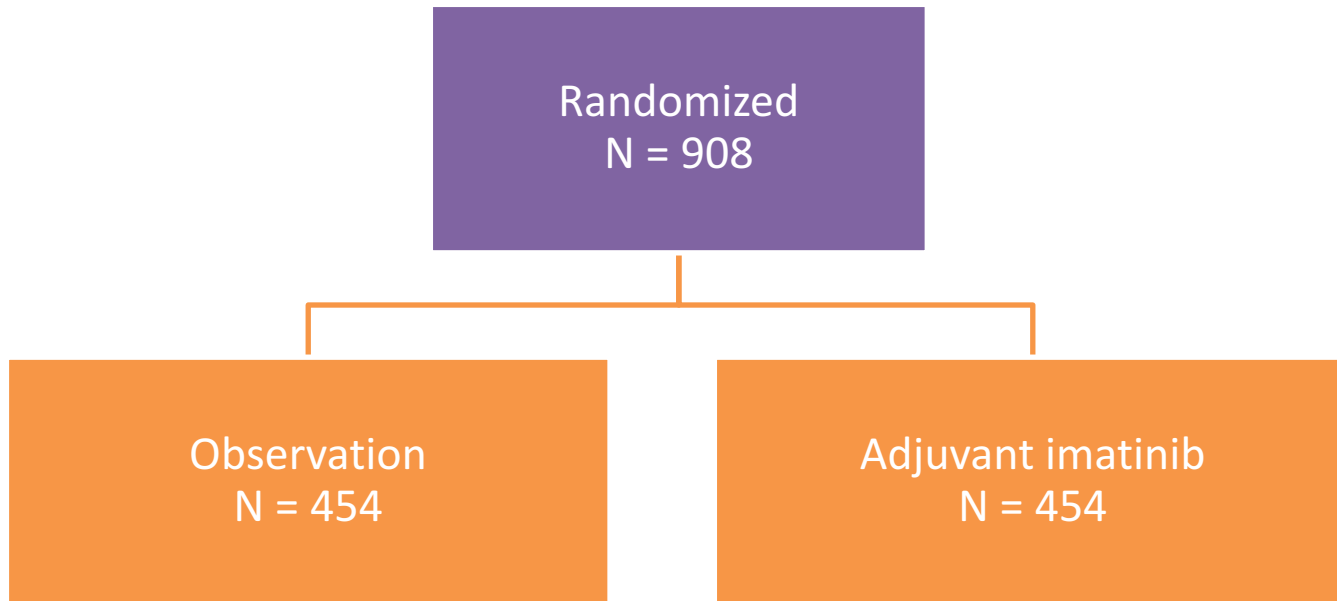 Randomized
N = 908
Observation
N = 454
Adjuvant imatinib
N = 454